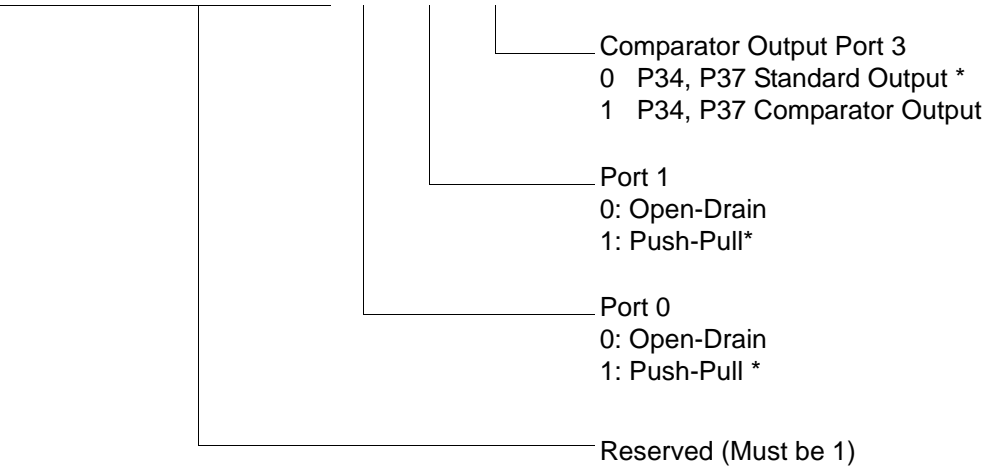 Comparator Output Port 3
0 P34, P37 Standard Output *
1 P34, P37 Comparator Output
Port 1
0: Open-Drain
1: Push-Pull*
Port 0
0: Open-Drain
1: Push-Pull *
Reserved (Must be 1)